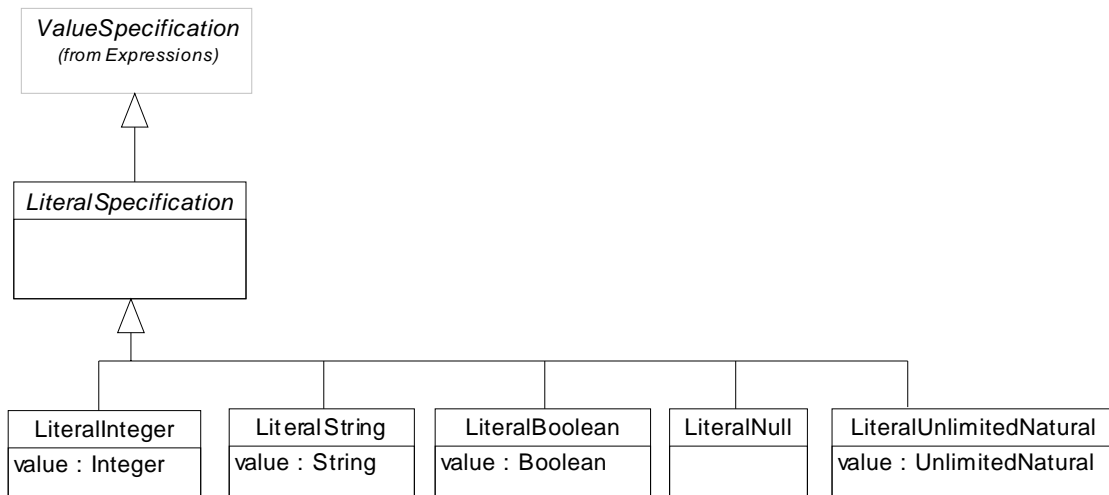 ValueSpecification
(from Expressions)
LiteralSpecification
LiteralInteger
value : Integer
LiteralString
value : String
LiteralBoolean
value : Boolean
LiteralNull
LiteralUnlimitedNatural
value : UnlimitedNatural